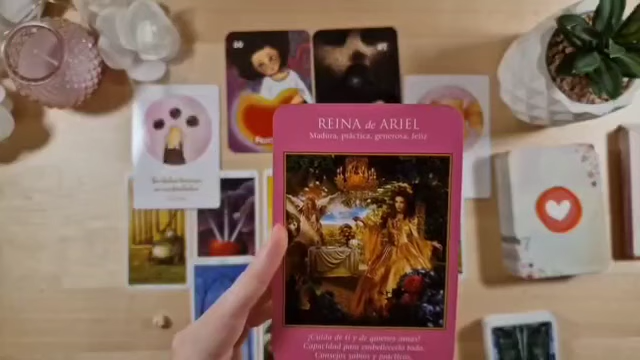 REINA de ARIEL
Madura, práctica, generosa, feliz
¡Cuida de ti y de quienes amas!
Capacidad para embellecerlo todo.
Consejos sabios y prácticos.